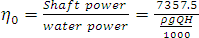 η₀ = Shaft power / water power = 7357.5 / (ρgQH / 1000)